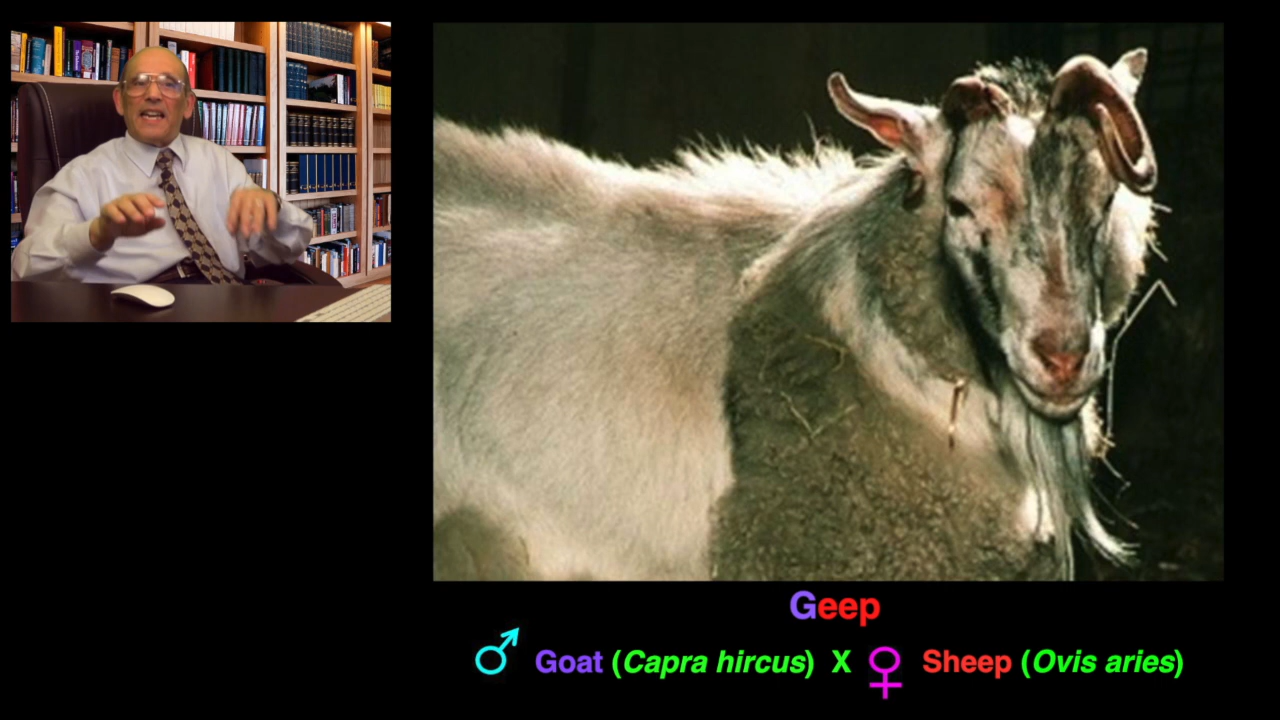 Geep
♂ Goat (Capra hircus) X ♀ Sheep (Ovis aries)